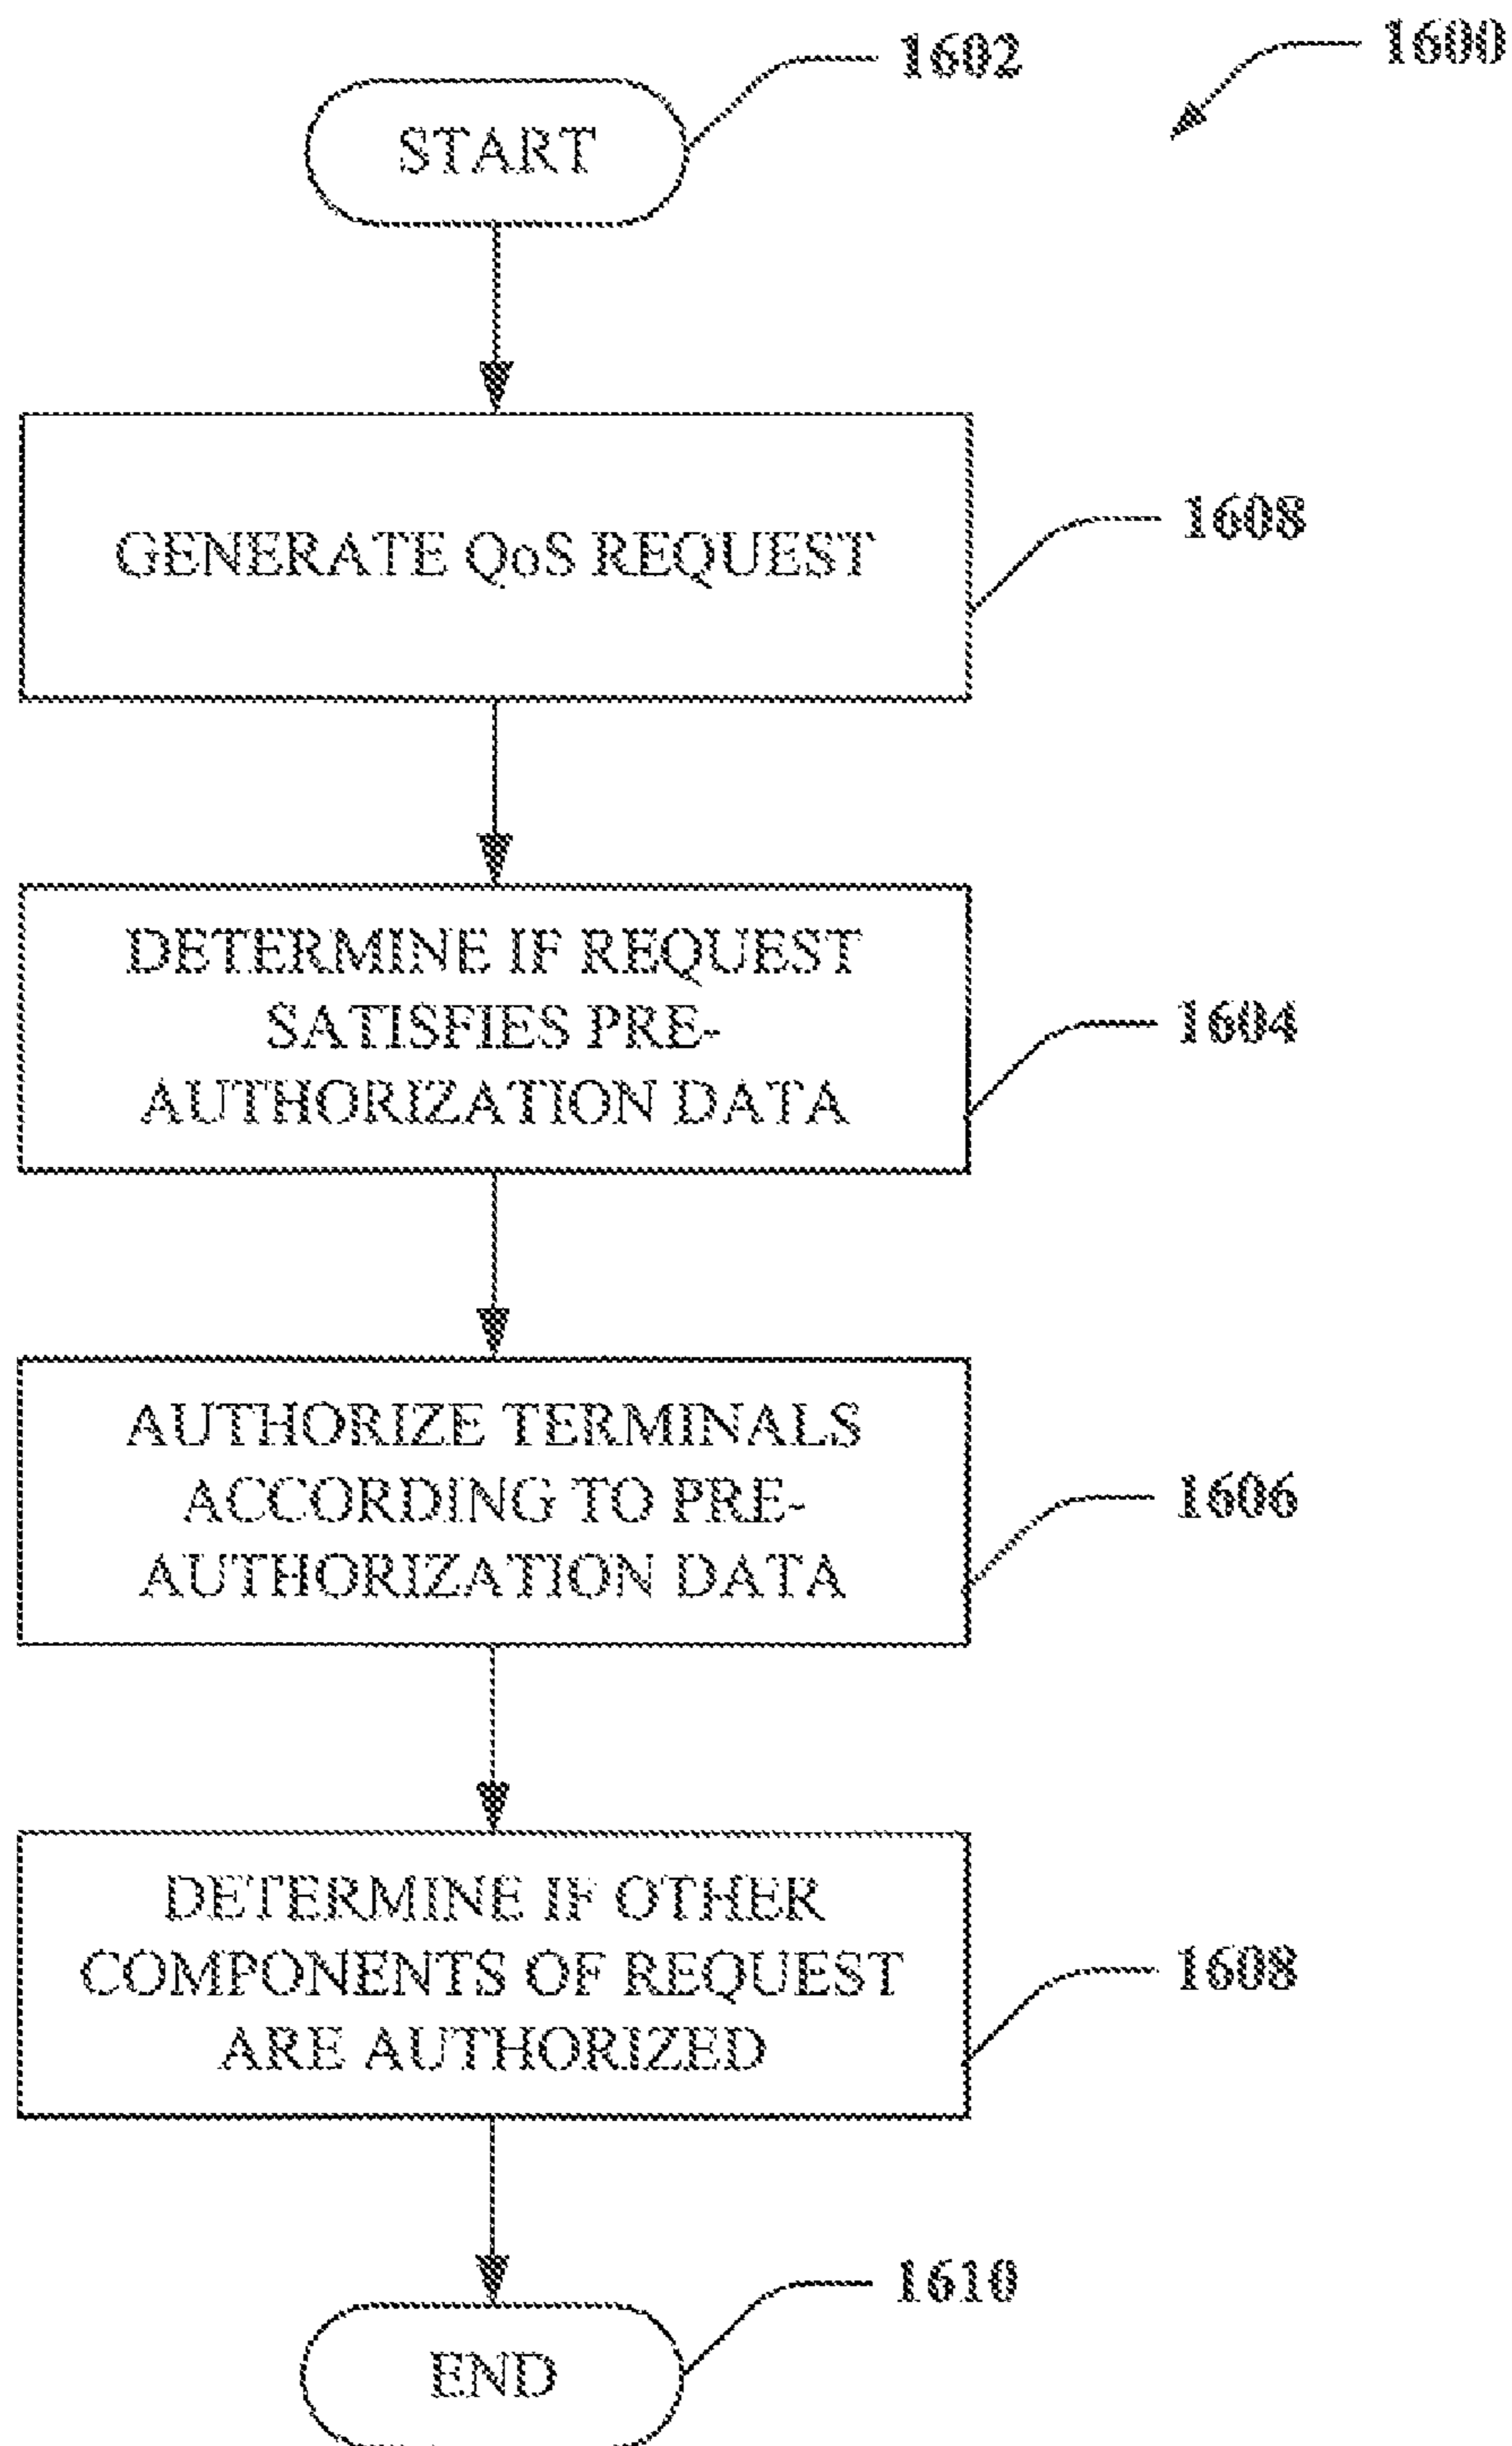 1600
1602
START
GENERATE QoS REQUEST
1608
DETERMINE IF REQUEST
SATISFIES PRE-
AUTHORIZATION DATA
1604
AUTHORIZE TERMINALS
ACCORDING TO PRE-
AUTHORIZATION DATA
1606
DETERMINE IF OTHER
COMPONENTS OF REQUEST
ARE AUTHORIZED
1608
1610
END